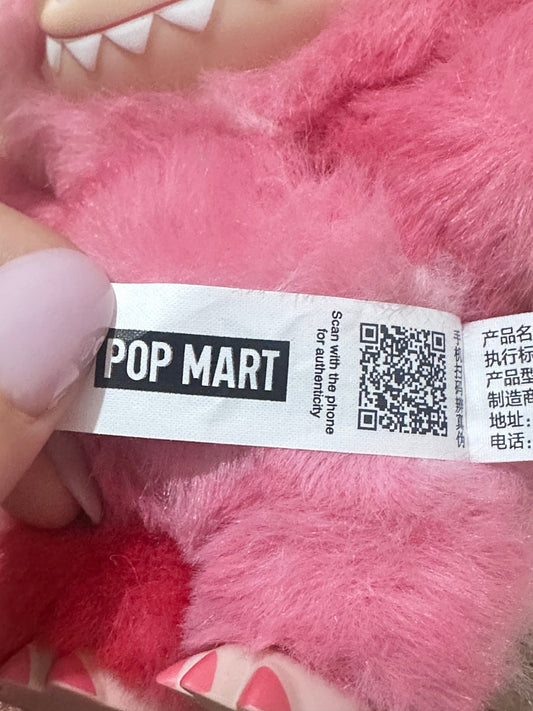 POP MART
Scan with the phone
for authenticity
手机扫码辨真伪
产品名
执行标
产品型
制造商
地址:
电话: